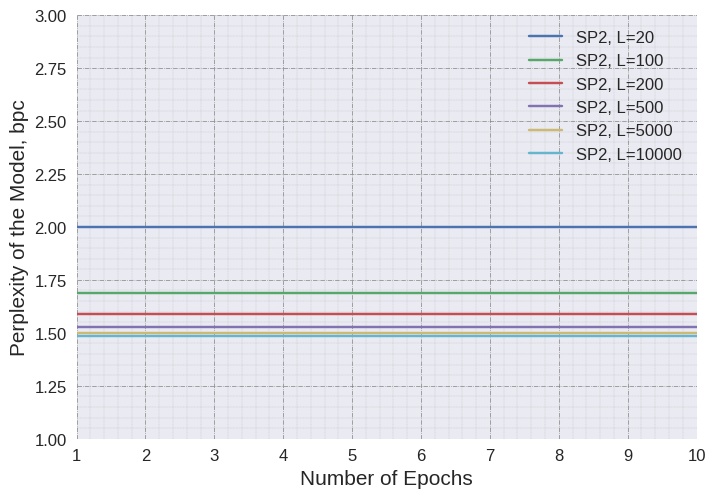 3.00
2.75
2.50
2.25
2.00
1.75
1.50
1.25
1.00
Perplexity of the Model, bpc
SP2, L=20
SP2, L=100
SP2, L=200
SP2, L=500
SP2, L=5000
SP2, L=10000
1 2 3 4 5 6 7 8 9 10
Number of Epochs